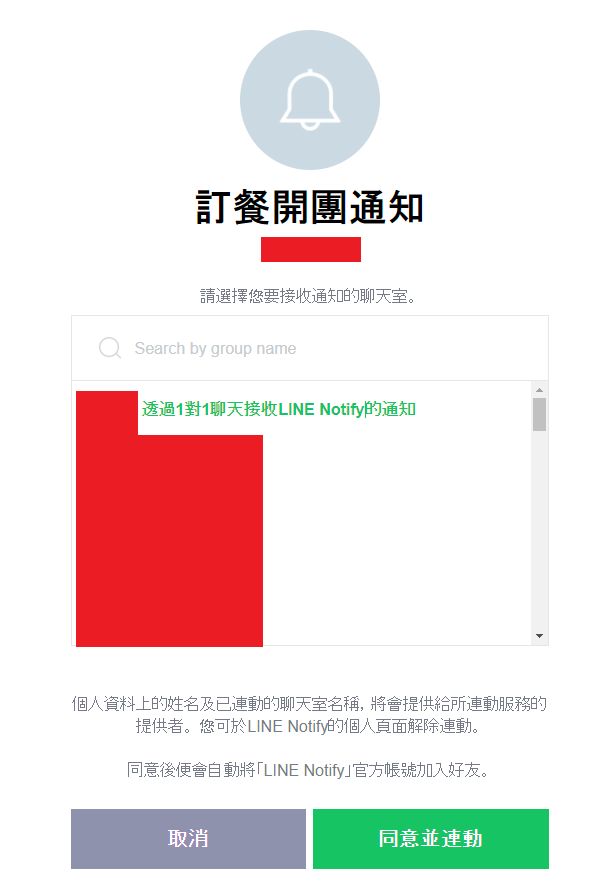 訂餐開團通知
請選擇您要接收通知的聊天室。
Search by group name
透過1對1聊天接收LINE Notify的通知
個人資料上的姓名及已連動的聊天室名稱，將會提供給所連動服務的
提供者。您可於LINE Notify的個人頁面解除連動。
同意後便會自動將「LINE Notify」官方帳號加入好友。
取消
同意並連動